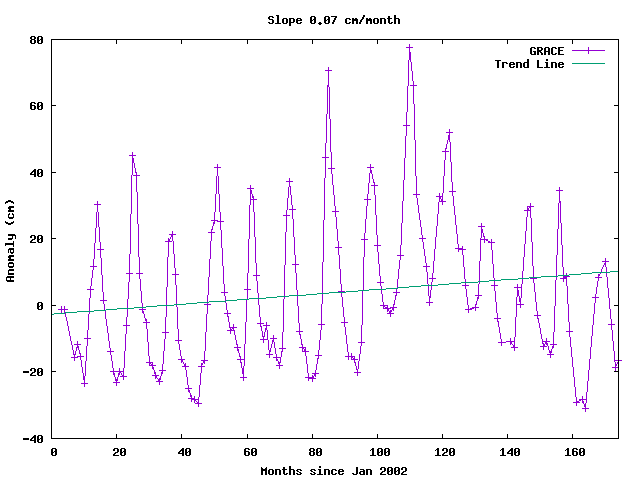 Slope 0.07 cm/month
GRACE
Trend Line
80
60
40
20
0
-20
-40
Anomaly (cm)
0 20 40 60 80 100 120 140 160
Months since Jan 2002